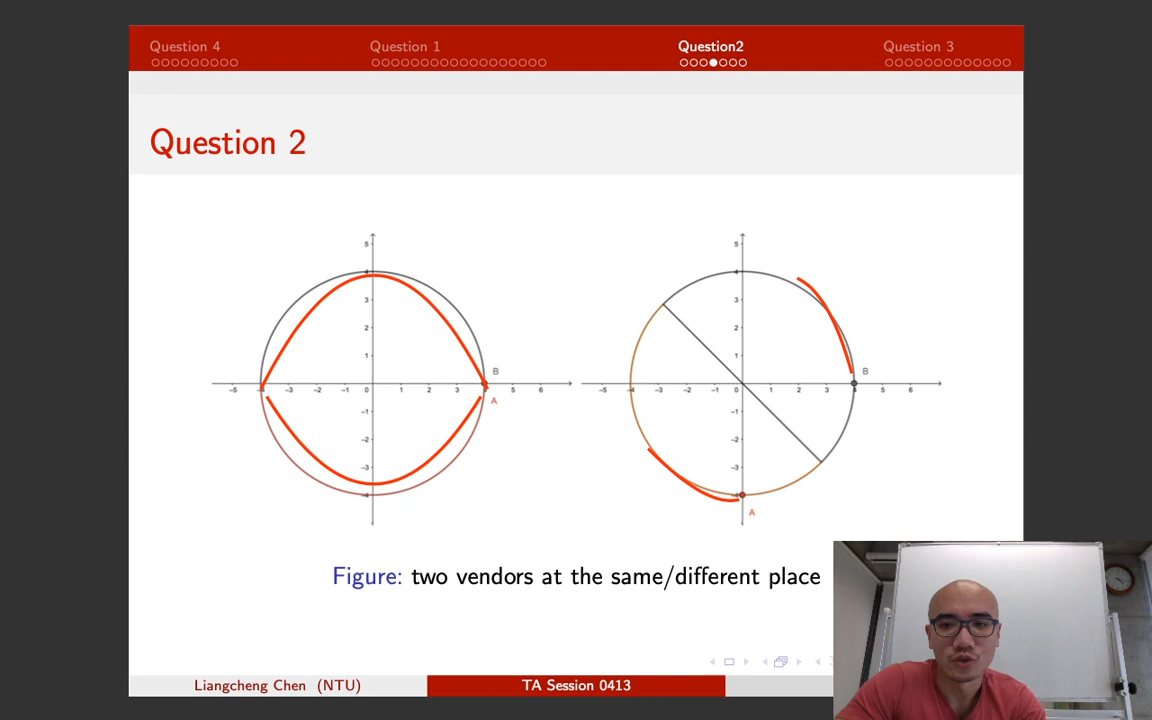 Question 4 Question 1 Question2 Question 3
Question 2
5
4
3
2
1
-5 -4 -3 -2 -1 0 1 2 3 4 5 6
-1
-2
-3
-4
B
A
5
4
3
2
1
-5 -4 -3 -2 -1 0 1 2 3 4 5 6
-1
-2
-3
-4
B
A
Figure: two vendors at the same/different place
Liangcheng Chen (NTU) TA Session 0413